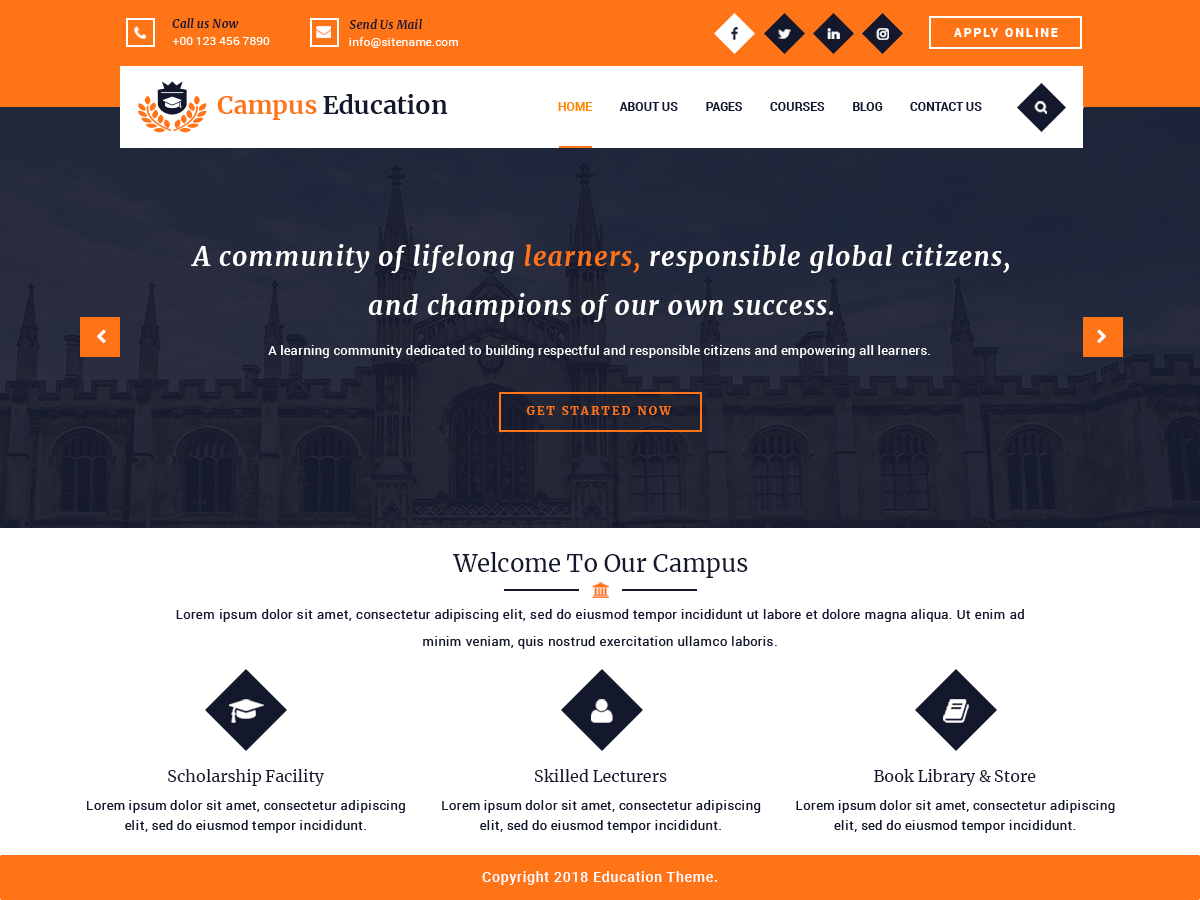 Call us Now
+00 123 456 7890
Send Us Mail
info@sitename.com
APPLY ONLINE
Campus Education
HOME ABOUT US PAGES COURSES BLOG CONTACT US
A community of lifelong learners, responsible global citizens,
and champions of our own success.
A learning community dedicated to building respectful and responsible citizens and empowering all learners.
GET STARTED NOW
Welcome To Our Campus
Lorem ipsum dolor sit amet, consectetur adipiscing elit, sed do eiusmod tempor incididunt ut labore et dolore magna aliqua. Ut enim ad
minim veniam, quis nostrud exercitation ullamco laboris.
Scholarship Facility
Lorem ipsum dolor sit amet, consectetur adipiscing
elit, sed do eiusmod tempor incididunt.
Skilled Lecturers
Lorem ipsum dolor sit amet, consectetur adipiscing
elit, sed do eiusmod tempor incididunt.
Book Library & Store
Lorem ipsum dolor sit amet, consectetur adipiscing
elit, sed do eiusmod tempor incididunt.
Copyright 2018 Education Theme.